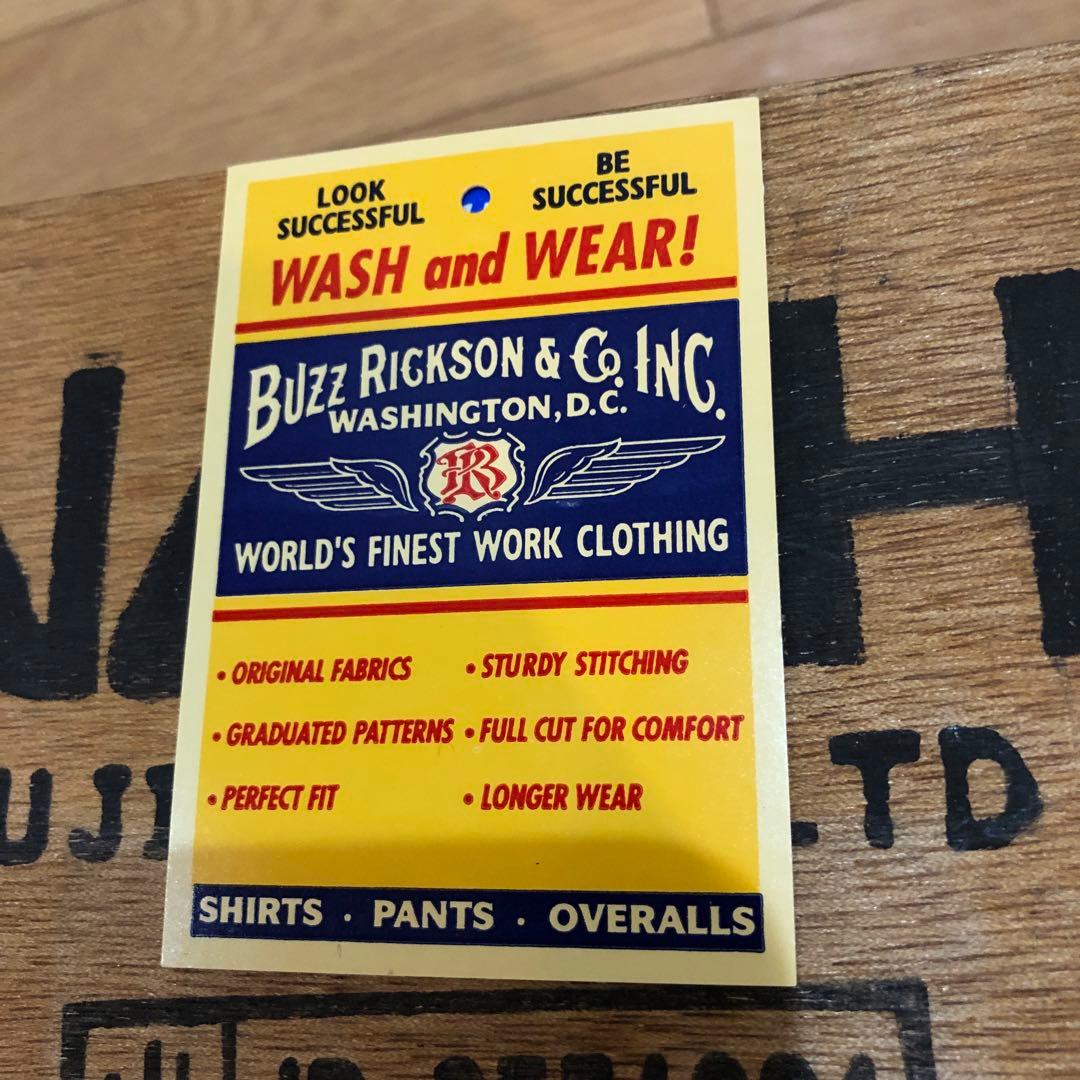 LOOK
SUCCESSFUL
BE
SUCCESSFUL
WASH and WEAR!
BUZZ RICKSON & CO. INC.
WASHINGTON, D.C.
BR
WORLD'S FINEST WORK CLOTHING
• ORIGINAL FABRICS
• STURDY STITCHING
• GRADUATED PATTERNS
• FULL CUT FOR COMFORT
• PERFECT FIT
• LONGER WEAR
SHIRTS · PANTS · OVERALLS
LTD